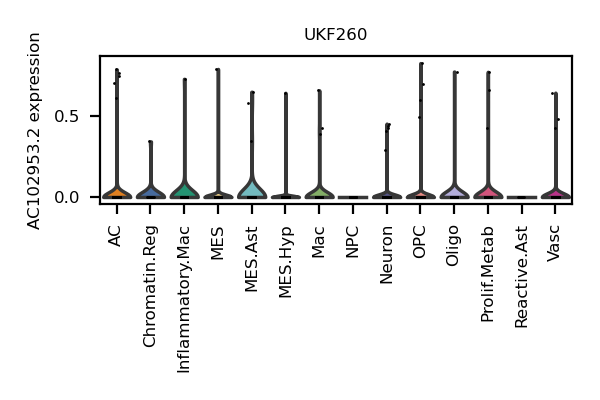 UKF260
AC102953.2 expression
0.5
0.0
AC
Chromatin.Reg
Inflammatory.Mac
MES
MES.Ast
MES.Hyp
Mac
NPC
Neuron
OPC
Oligo
Prolif.Metab
Reactive.Ast
Vasc